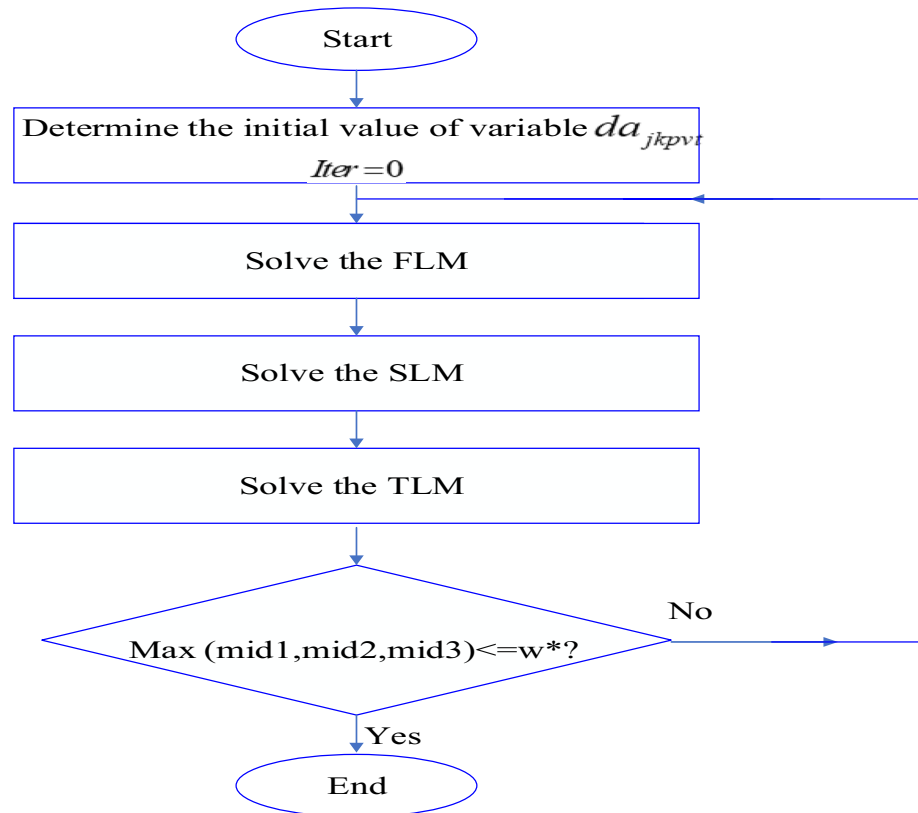 Start
Determine the initial value of variable da_jkpvt
Iter=0
Solve the FLM
Solve the SLM
Solve the TLM
No
Max (mid1,mid2,mid3)<=w*?
Yes
End